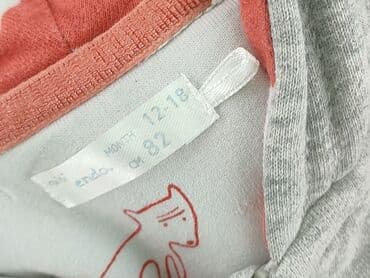 MONTH 12-18
endo. CM 82